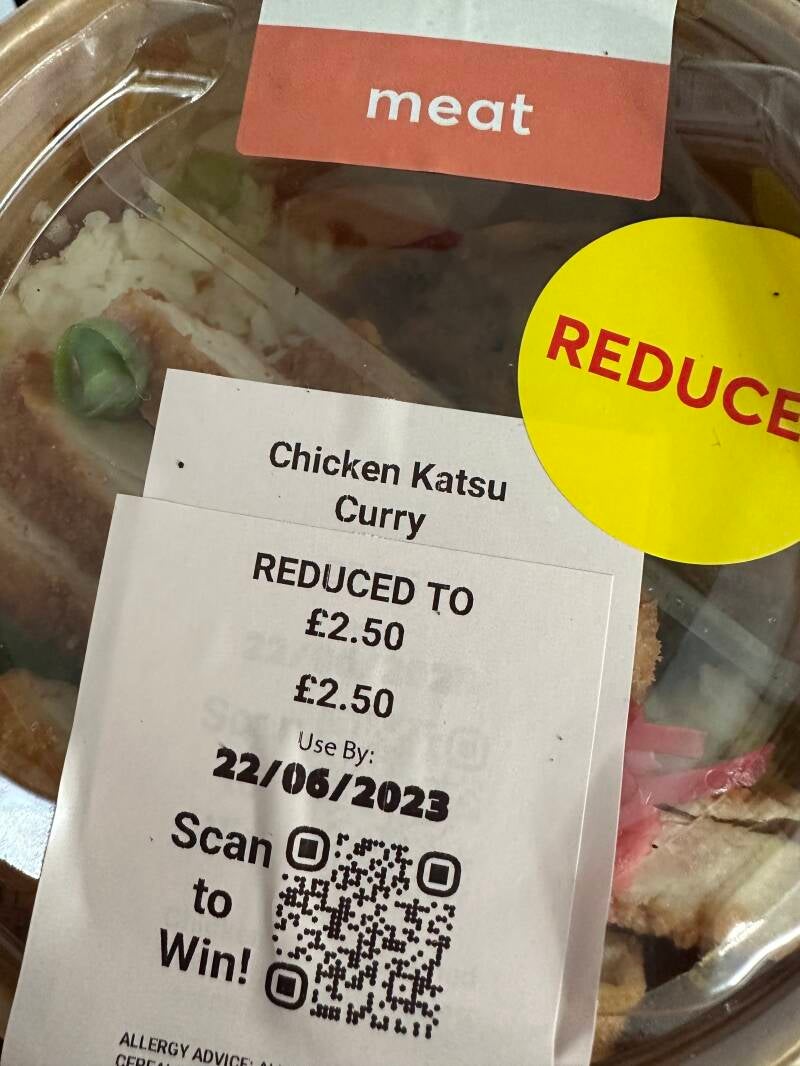 meat
REDUCE
Chicken Katsu
Curry
REDUCED TO
£2.50
£2.50
Use By:
22/06/2023
Scan
to
Win!
ALLERGY ADVICE: